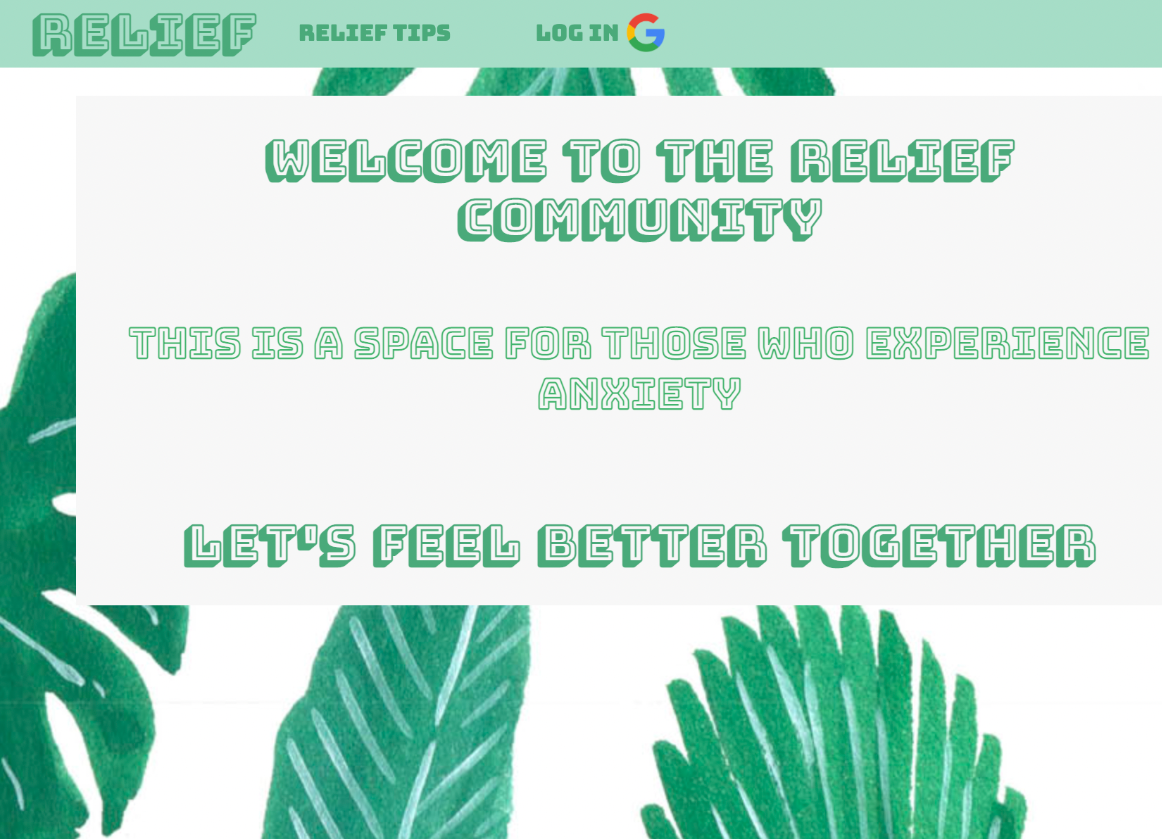 RELIEF RELIEF TIPS LOG IN
WELCOME TO THE RELIEF
COMMUNITY
THIS IS A SPACE FOR THOSE WHO EXPERIENCE
ANXIETY
LET'S FEEL BETTER TOGETHER